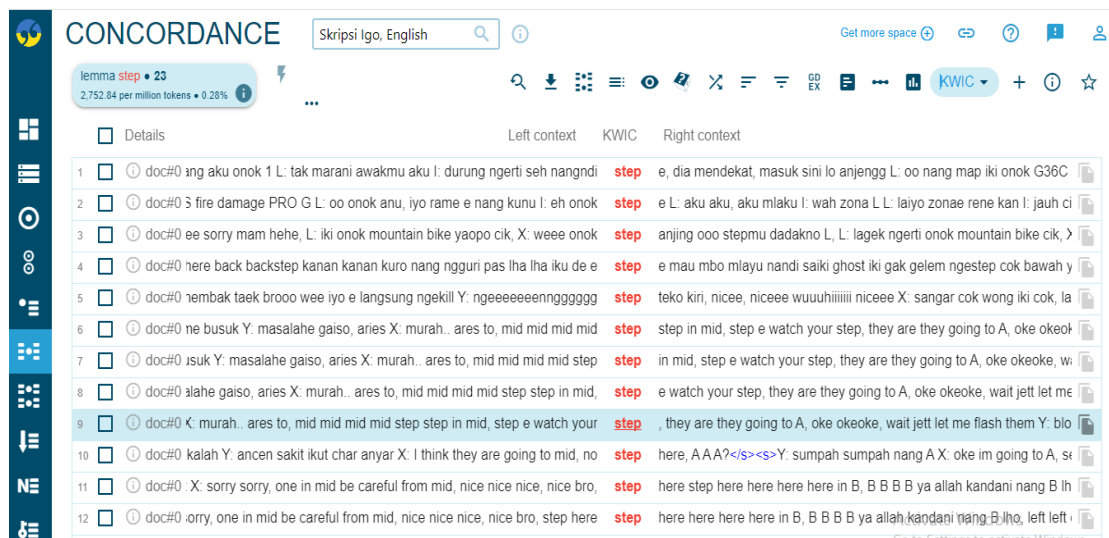 CONCORDANCE Skripsi Igo, English Get more space
lemma step ● 23
2,752.84 per million tokens ● 0.28%
GD EX KWIC
Details Left context KWIC Right context
1 doc#0 ang aku onok 1 L: tak marani awakmu aku I: durung ngerti seh nangndi step e, dia mendekat, masuk sini lo anjengg L: oo nang map iki onok G36C
2 doc#0 S fire damage PRO G L: oo onok anu, iyo rame e nang kunu I: eh onok step e L: aku aku, aku mlaku I: wah zona L L: laiyo zonae rene kan I: jauh ci
3 doc#0 ee sorry mam hehe, L: iki onok mountain bike yaopo cik, X: weee onok step anjing ooo stepmu dadakno L, L: lagek ngerti onok mountain bike cik, X
4 doc#0 here back backstep kanan kanan kuro nang ngguri pas lha lha iku de e step e mau mbo mlayu nandi saiki ghost iki gak gelem ngestep cok bawah y
5 doc#0 nembak taek brooo wee iyo e langsung ngekill Y: ngeeeeeeennggggg step teko kiri, nicee, niceee wuuuhiiiiiii niceee X: sangar cok wong iki cok, la
6 doc#0 ne busuk Y: masalahe gaiso, aries X: murah.. ares to, mid mid mid mid step step in mid, step e watch your step, they are they going to A, oke okeok
7 doc#0 usuk Y: masalahe gaiso, aries X: murah.. ares to, mid mid mid mid step step in mid, step e watch your step, they are they going to A, oke okeoke, wa
8 doc#0 alahe gaiso, aries X: murah.. ares to, mid mid mid mid step step in mid, step e watch your step, they are they going to A, oke okeoke, wait jett let me
9 doc#0 X: murah.. ares to, mid mid mid mid step step in mid, step e watch your step , they are they going to A, oke okeoke, wait jett let me flash them Y: blo
10 doc#0 kalah Y: ancen sakit ikut char anyar X: I think they are going to mid, no step here, A A A?</s><s>Y: sumpah sumpah nang A X: oke im going to A, se
11 doc#0 : X: sorry sorry, one in mid be careful from mid, nice nice nice, nice bro, step here step here here here here in B, B B B B ya allah kandani nang B lh
12 doc#0 sorry, one in mid be careful from mid, nice nice nice, nice bro, step here step here here here here in B, B B B B ya allah kandani nang B lho, left left